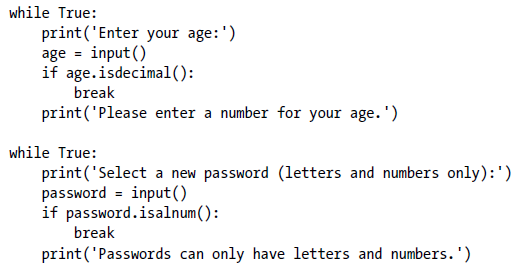 while True:
    print('Enter your age:')
    age = input()
    if age.isdecimal():
        break
    print('Please enter a number for your age.')

while True:
    print('Select a new password (letters and numbers only):')
    password = input()
    if password.isalnum():
        break
    print('Passwords can only have letters and numbers.')